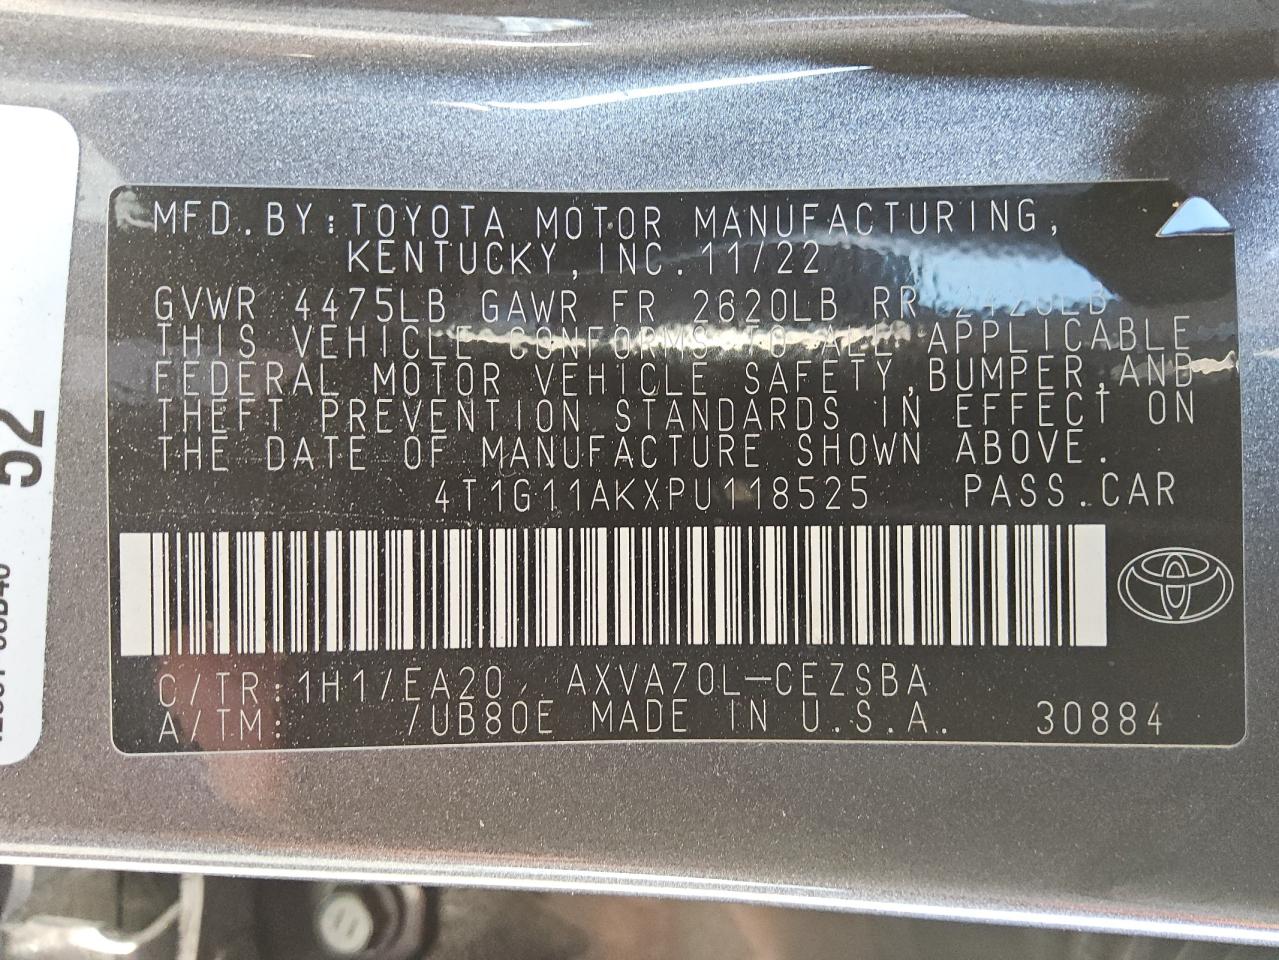 MFD.BY:TOYOTA MOTOR MANUFACTURING,
KENTUCKY,INC. 11/22
GVWR 4475LB GAWR FR 2620LB RR
THIS VEHICLE CONFORMS TO ALL APPLICABLE
FEDERAL MOTOR VEHICLE SAFETY,BUMPER,AND
THEFT PREVENTION STANDARDS IN EFFECT ON
THE DATE OF MANUFACTURE SHOWN ABOVE.
4T1G11AKXPU118525 PASS.CAR
C/TR:1H1/EA20 AXVA70L-CEZSBA
A/TM: /UB80E MADE IN U.S.A. 30884
52